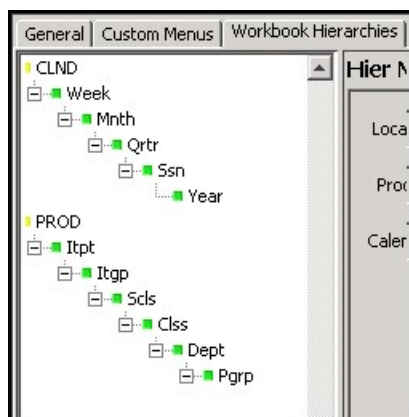 General
Custom Menus
Workbook Hierarchies
CLND
Week
Mnth
Qrtr
Ssn
Year
PROD
Itpt
Itgp
Scls
Clss
Dept
Pgrp
Hier
Loca
Proc
Caler